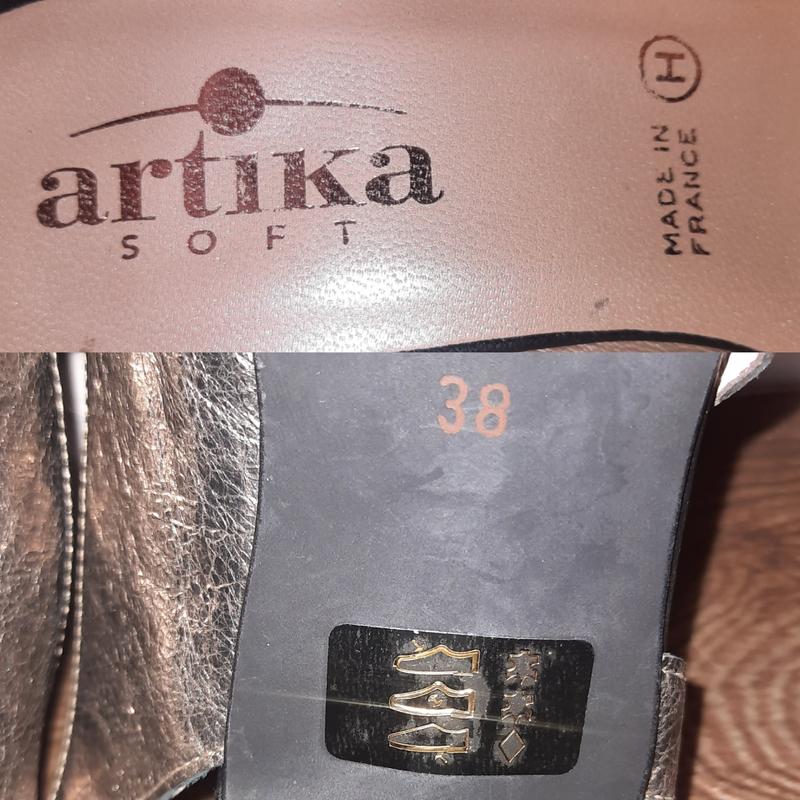 artika
SOFT
H
MADE IN
FRANCE
38